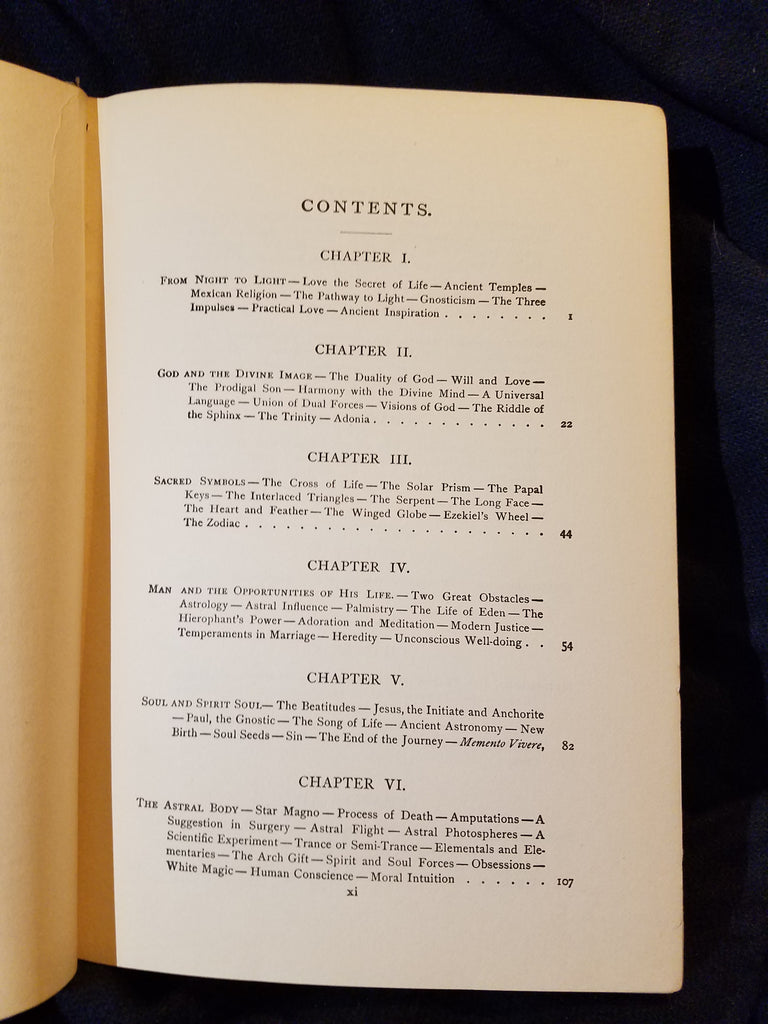 CONTENTS.
CHAPTER I.
From Night to Light — Love the Secret of Life — Ancient Temples —
Mexican Religion — The Pathway to Light — Gnosticism — The Three
Impulses — Practical Love — Ancient Inspiration . . . . . . . . 1
CHAPTER II.
God and the Divine Image — The Duality of God — Will and Love —
The Prodigal Son — Harmony with the Divine Mind — A Universal
Language — Union of Dual Forces — Visions of God — The Riddle of
the Sphinx — The Trinity — Adonia . . . . . . . . . . . . . 22
CHAPTER III.
Sacred Symbols — The Cross of Life — The Solar Prism — The Papal
Keys — The Interlaced Triangles — The Serpent — The Long Face —
The Heart and Feather — The Winged Globe — Ezekiel's Wheel —
The Zodiac . . . . . . . . . . . . . . . . . . . . . . 44
CHAPTER IV.
Man and the Opportunities of His Life. — Two Great Obstacles —
Astrology — Astral Influence — Palmistry — The Life of Eden — The
Hierophant's Power — Adoration and Meditation — Modern Justice —
Temperaments in Marriage — Heredity — Unconscious Well-doing . . 54
CHAPTER V.
Soul and Spirit Soul — The Beatitudes — Jesus, the Initiate and Anchorite
— Paul, the Gnostic — The Song of Life — Ancient Astronomy — New
Birth — Soul Seeds — Sin — The End of the Journey — Memento Vivere, 82
CHAPTER VI.
The Astral Body — Star Magno — Process of Death — Amputations — A
Suggestion in Surgery — Astral Flight — Astral Photospheres — A
Scientific Experiment — Trance or Semi-Trance — Elementals and Ele-
mentaries — The Arch Gift — Spirit and Soul Forces — Obsessions —
White Magic — Human Conscience — Moral Intuition . . . . . . 107
xi